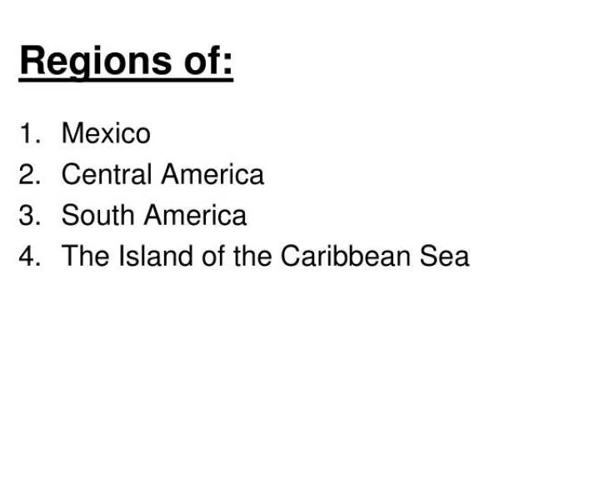 Regions of:
1. Mexico
2. Central America
3. South America
4. The Island of the Caribbean Sea